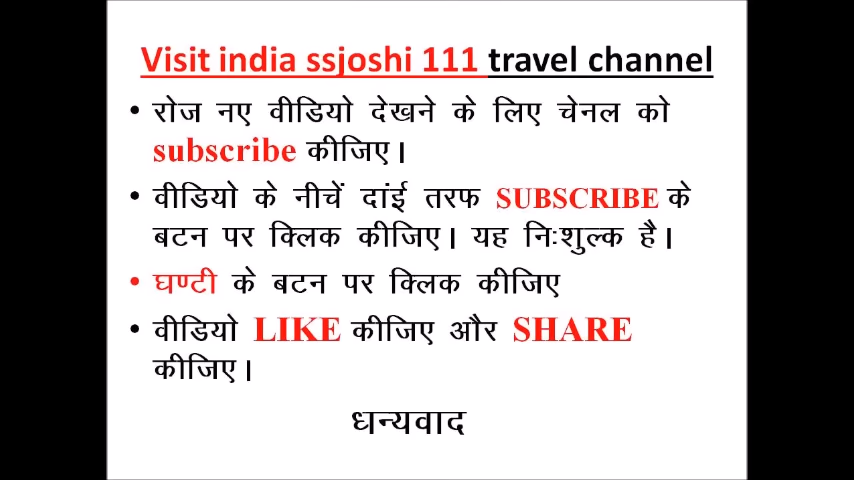 Visit india ssjoshi 111 travel channel
• रोज नए वीडियो देखने के लिए चेनल को
subscribe कीजिए।
• वीडियो के नीचें दांई तरफ SUBSCRIBE के
बटन पर क्लिक कीजिए। यह निःशुल्क है।
• घण्टी के बटन पर क्लिक कीजिए
• वीडियो LIKE कीजिए और SHARE
कीजिए।
धन्यवाद